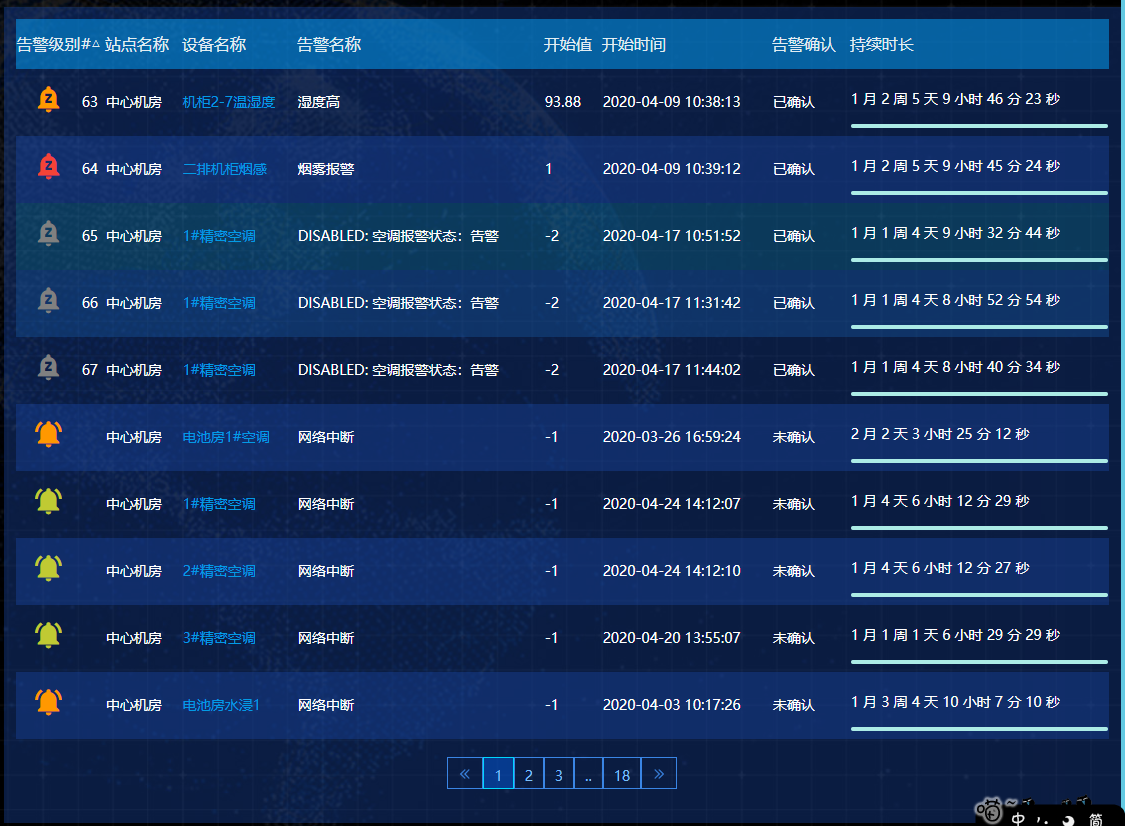 告警级别#▵ 站点名称 设备名称 告警名称 开始值 开始时间 告警确认 持续时长
Z 63 中心机房 机柜2-7温湿度 湿度高 93.88 2020-04-09 10:38:13 已确认 1 月 2 周 5 天 9 小时 46 分 23 秒
Z 64 中心机房 二排机柜烟感 烟雾报警 1 2020-04-09 10:39:12 已确认 1 月 2 周 5 天 9 小时 45 分 24 秒
Z 65 中心机房 1#精密空调 DISABLED: 空调报警状态：告警 -2 2020-04-17 10:51:52 已确认 1 月 1 周 4 天 9 小时 32 分 44 秒
Z 66 中心机房 1#精密空调 DISABLED: 空调报警状态：告警 -2 2020-04-17 11:31:42 已确认 1 月 1 周 4 天 8 小时 52 分 54 秒
Z 67 中心机房 1#精密空调 DISABLED: 空调报警状态：告警 -2 2020-04-17 11:44:02 已确认 1 月 1 周 4 天 8 小时 40 分 34 秒
中心机房 电池房1#空调 网络中断 -1 2020-03-26 16:59:24 未确认 2 月 2 天 3 小时 25 分 12 秒
中心机房 1#精密空调 网络中断 -1 2020-04-24 14:12:07 未确认 1 月 4 天 6 小时 12 分 29 秒
中心机房 2#精密空调 网络中断 -1 2020-04-24 14:12:10 未确认 1 月 4 天 6 小时 12 分 27 秒
中心机房 3#精密空调 网络中断 -1 2020-04-20 13:55:07 未确认 1 月 1 周 1 天 6 小时 29 分 29 秒
中心机房 电池房水浸1 网络中断 -1 2020-04-03 10:17:26 未确认 1 月 3 周 4 天 10 小时 7 分 10 秒
« 1 2 3 .. 18 »
中 简